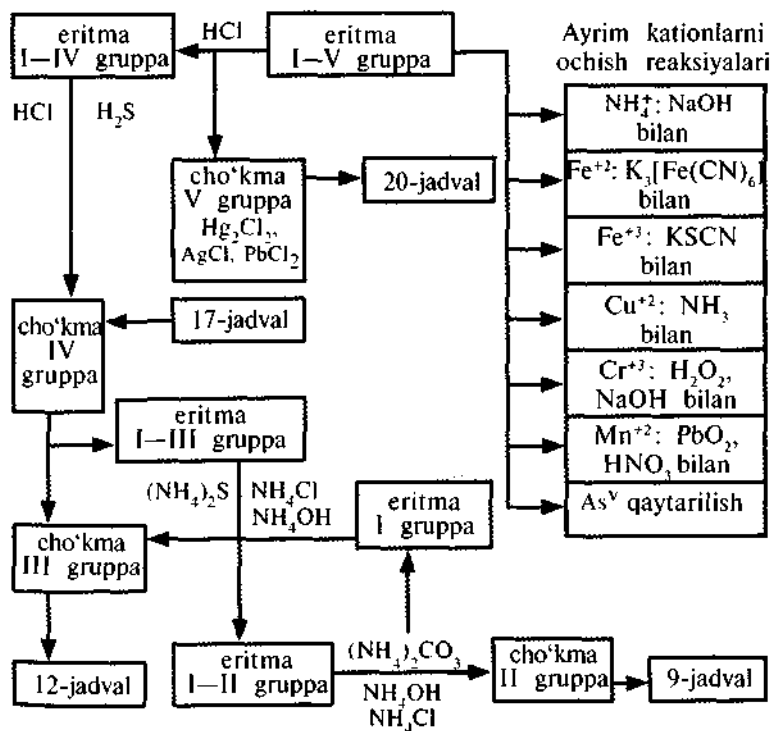 eritma
I—IV gruppa
HCl
eritma
I—V gruppa
Ayrim kationlarni
ochish reaksiyalari
HCl
H₂S
NH₄⁺: NaOH
bilan
cho‘kma
V gruppa
Hg₂Cl₂,
AgCl, PbCl₂
20-jadval
Fe⁺²: K₃[Fe(CN)₆]
bilan
Fe⁺³: KSCN
bilan
cho‘kma
IV
gruppa
17-jadval
Cu⁺²: NH₃
bilan
Cr⁺³: H₂O₂,
NaOH bilan
eritma
I—III gruppa
Mn⁺²: PbO₂,
HNO₃ bilan
(NH₄)₂S
NH₄Cl
NH₄OH
eritma
I gruppa
Asⱽ qaytarilish
cho‘kma
III gruppa
12-jadval
eritma
I—II gruppa
(NH₄)₂CO₃
NH₄OH
NH₄Cl
cho‘kma
II gruppa
9-jadval